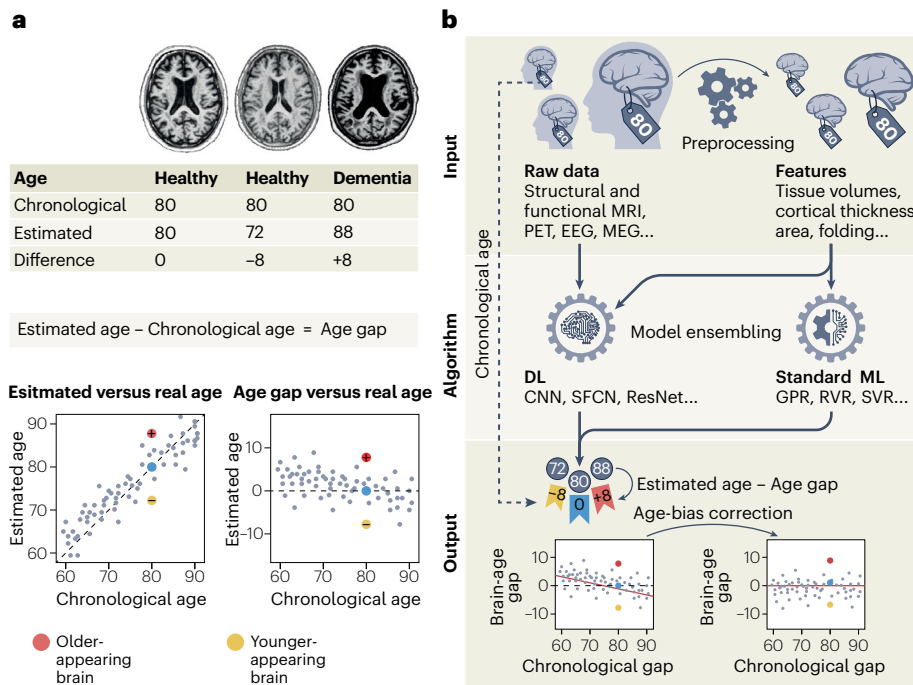 a
Age Healthy Healthy Dementia
Chronological 80 80 80
Estimated 80 72 88
Difference 0 –8 +8
Estimated age – Chronological age = Age gap
Esitmated versus real age
Estimated age
90
80
70
60
60 70 80 90
Chronological age
+
–
Age gap versus real age
Estimated age
10
0
–10
60 70 80 90
Chronological age
+
–
Older-
appearing
brain
Younger-
appearing
brain
b
Input
80
80
80
Preprocessing
80
80
80
Raw data
Structural and
functional MRI,
PET, EEG, MEG...
Features
Tissue volumes,
cortical thickness
area, folding...
Chronological age
Algorithm
Model ensembling
DL
CNN, SFCN, ResNet...
Standard ML
GPR, RVR, SVR...
Output
72 80 88
–8 0 +8
Estimated age – Age gap
Age-bias correction
Brain-age
gap
10
0
–10
60 70 80 90
Chronological gap
Brain-age
gap
10
0
–10
60 70 80 90
Chronological gap